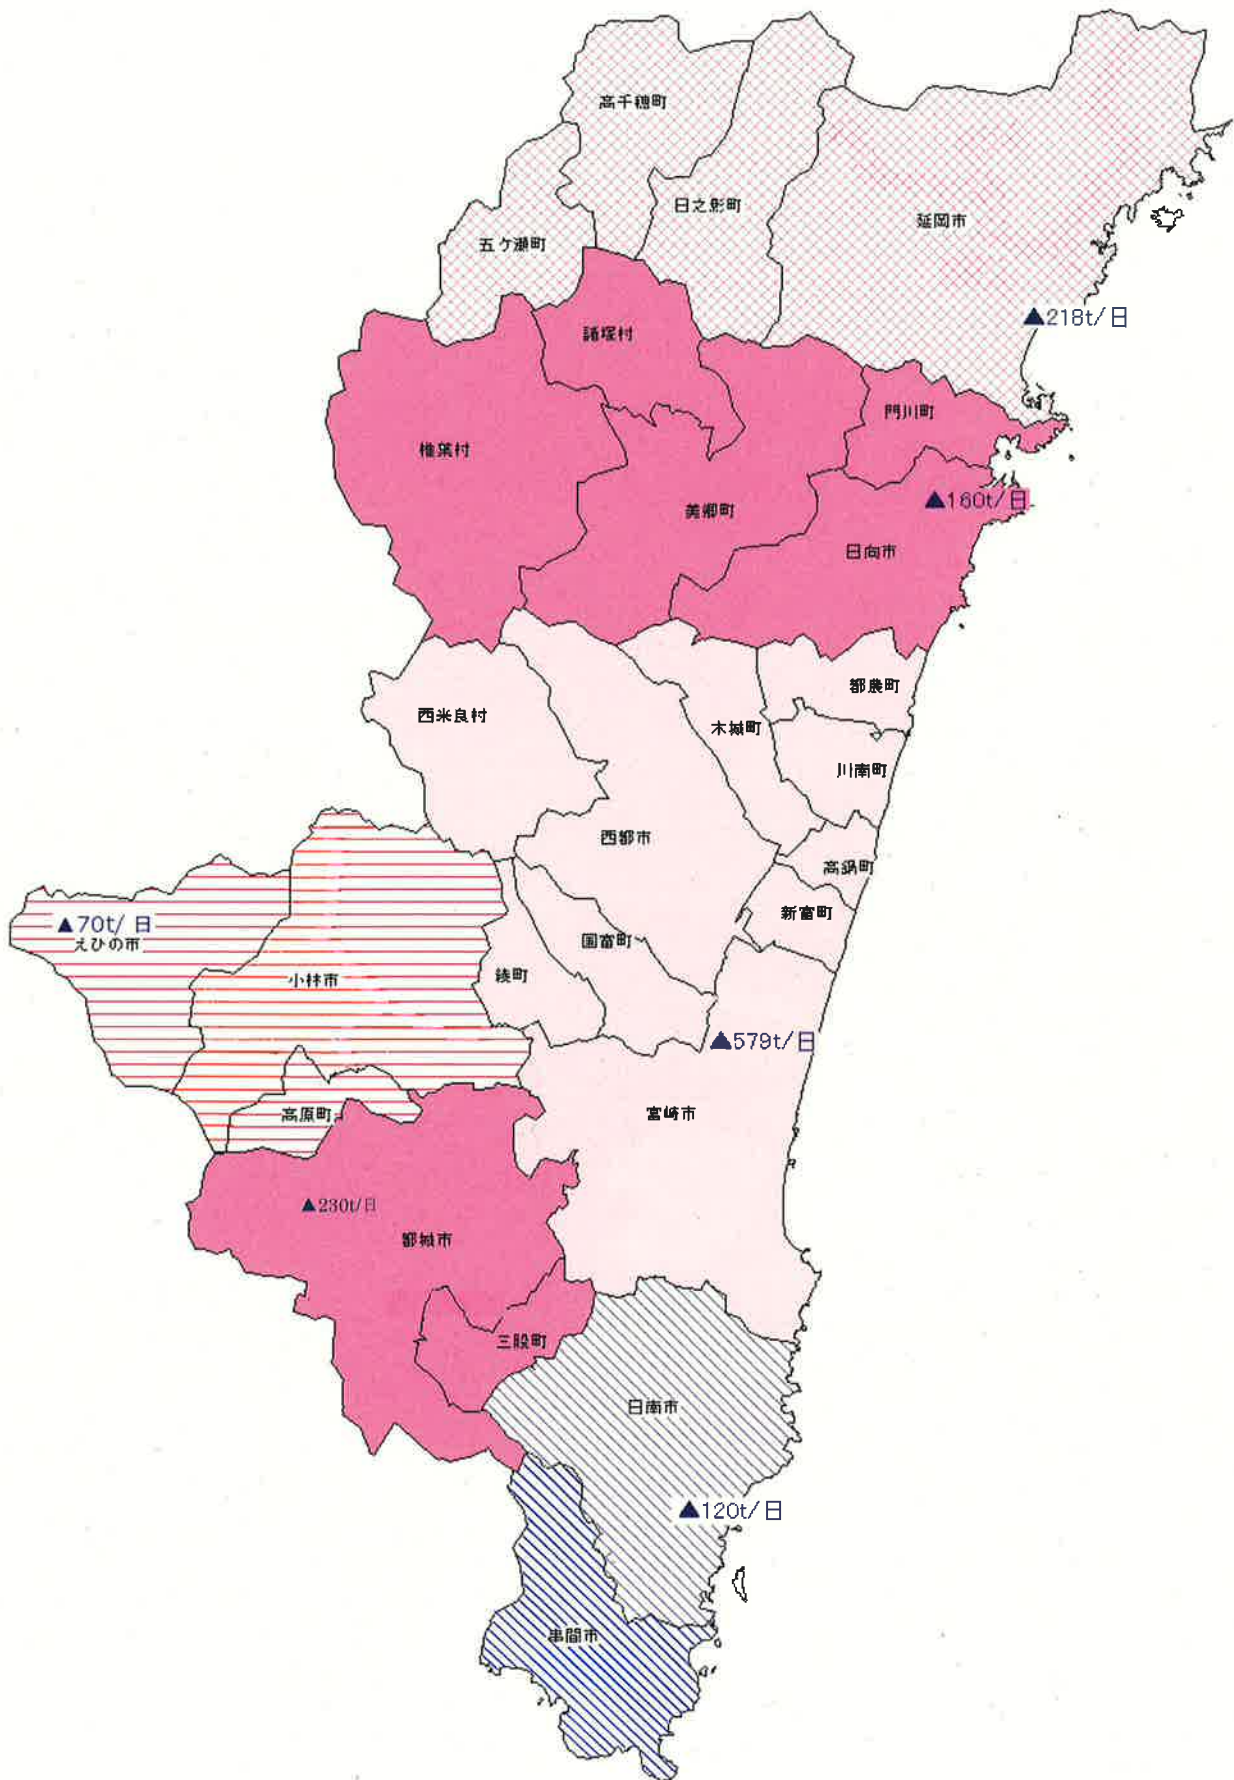 高千穂町
日之影町
延岡市
五ケ瀬町
▲218t/日
諸塚村
門川町
椎葉村
▲160t/日
美郷町
日向市
都農町
西米良村
木城町
川南町
西都市
高鍋町
新富町
▲70t/日
えひの市
国富町
綾町
小林市
▲579t/日
高原町
宮崎市
▲230t/日
都城市
三股町
日南市
▲120t/日
串間市